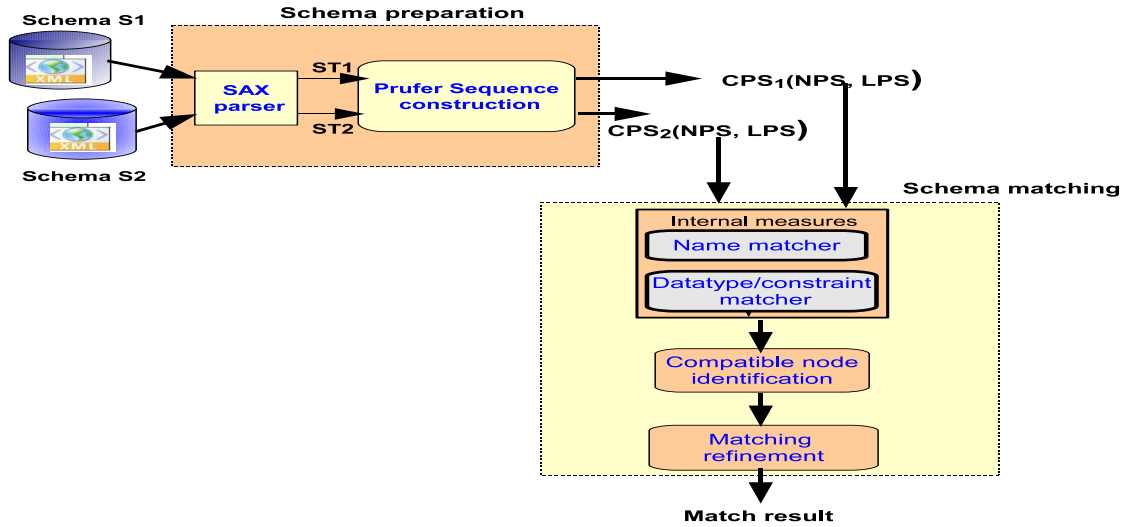 Schema S1
Schema preparation
XML
SAX
parser
ST1
ST2
Prufer Sequence
construction
CPS1(NPS, LPS)
CPS2(NPS, LPS)
XML
Schema S2
Schema matching
Internal measures
Name matcher
Datatype/constraint
matcher
Compatible node
identification
Matching
refinement
Match result